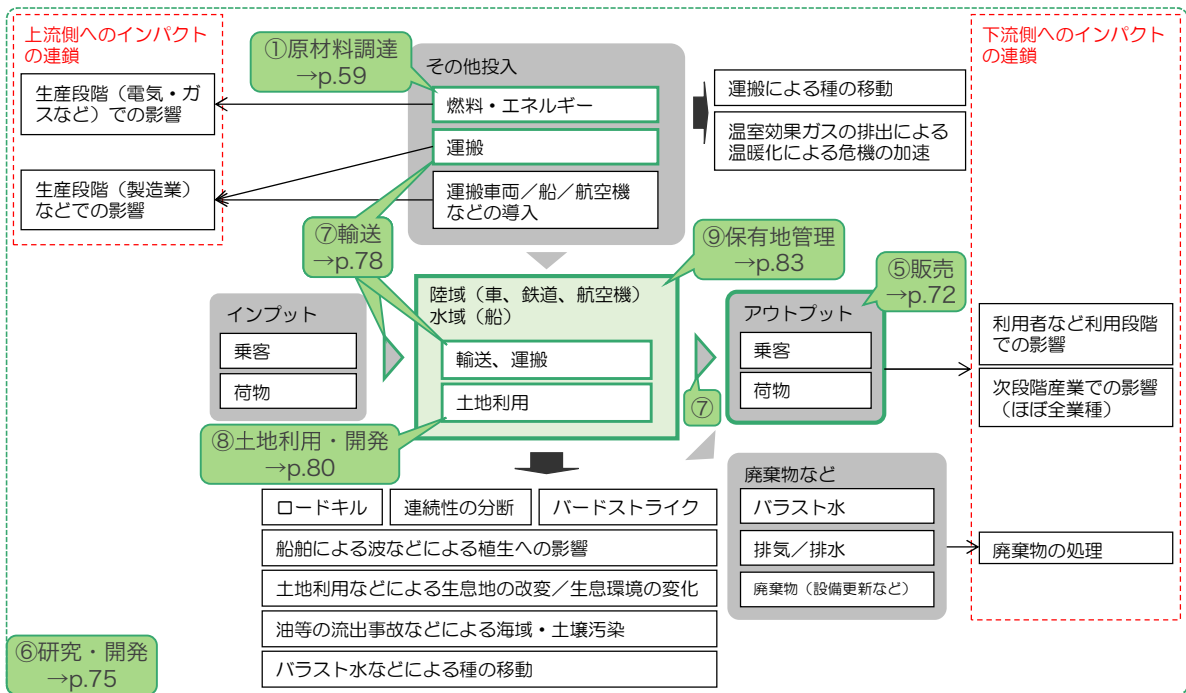 上流側へのインパクト
の連鎖
生産段階（電気・ガ
スなど）での影響
生産段階（製造業）
などでの影響
①原材料調達
→p.59
その他投入
燃料・エネルギー
運搬
運搬車両／船／航空機
などの導入
運搬による種の移動
温室効果ガスの排出による
温暖化による危機の加速
下流側へのインパクト
の連鎖
⑦輸送
→p.78
⑨保有地管理
→p.83
⑤販売
→p.72
インプット
乗客
荷物
陸域（車、鉄道、航空機）
水域（船）
輸送、運搬
土地利用
⑦
アウトプット
乗客
荷物
利用者など利用段階
での影響
次段階産業での影響
（ほぼ全業種）
⑧土地利用・開発
→p.80
ロードキル
連続性の分断
バードストライク
船舶による波などによる植生への影響
土地利用などによる生息地の改変／生息環境の変化
油等の流出事故などによる海域・土壌汚染
バラスト水などによる種の移動
廃棄物など
バラスト水
排気／排水
廃棄物（設備更新など）
廃棄物の処理
⑥研究・開発
→p.75